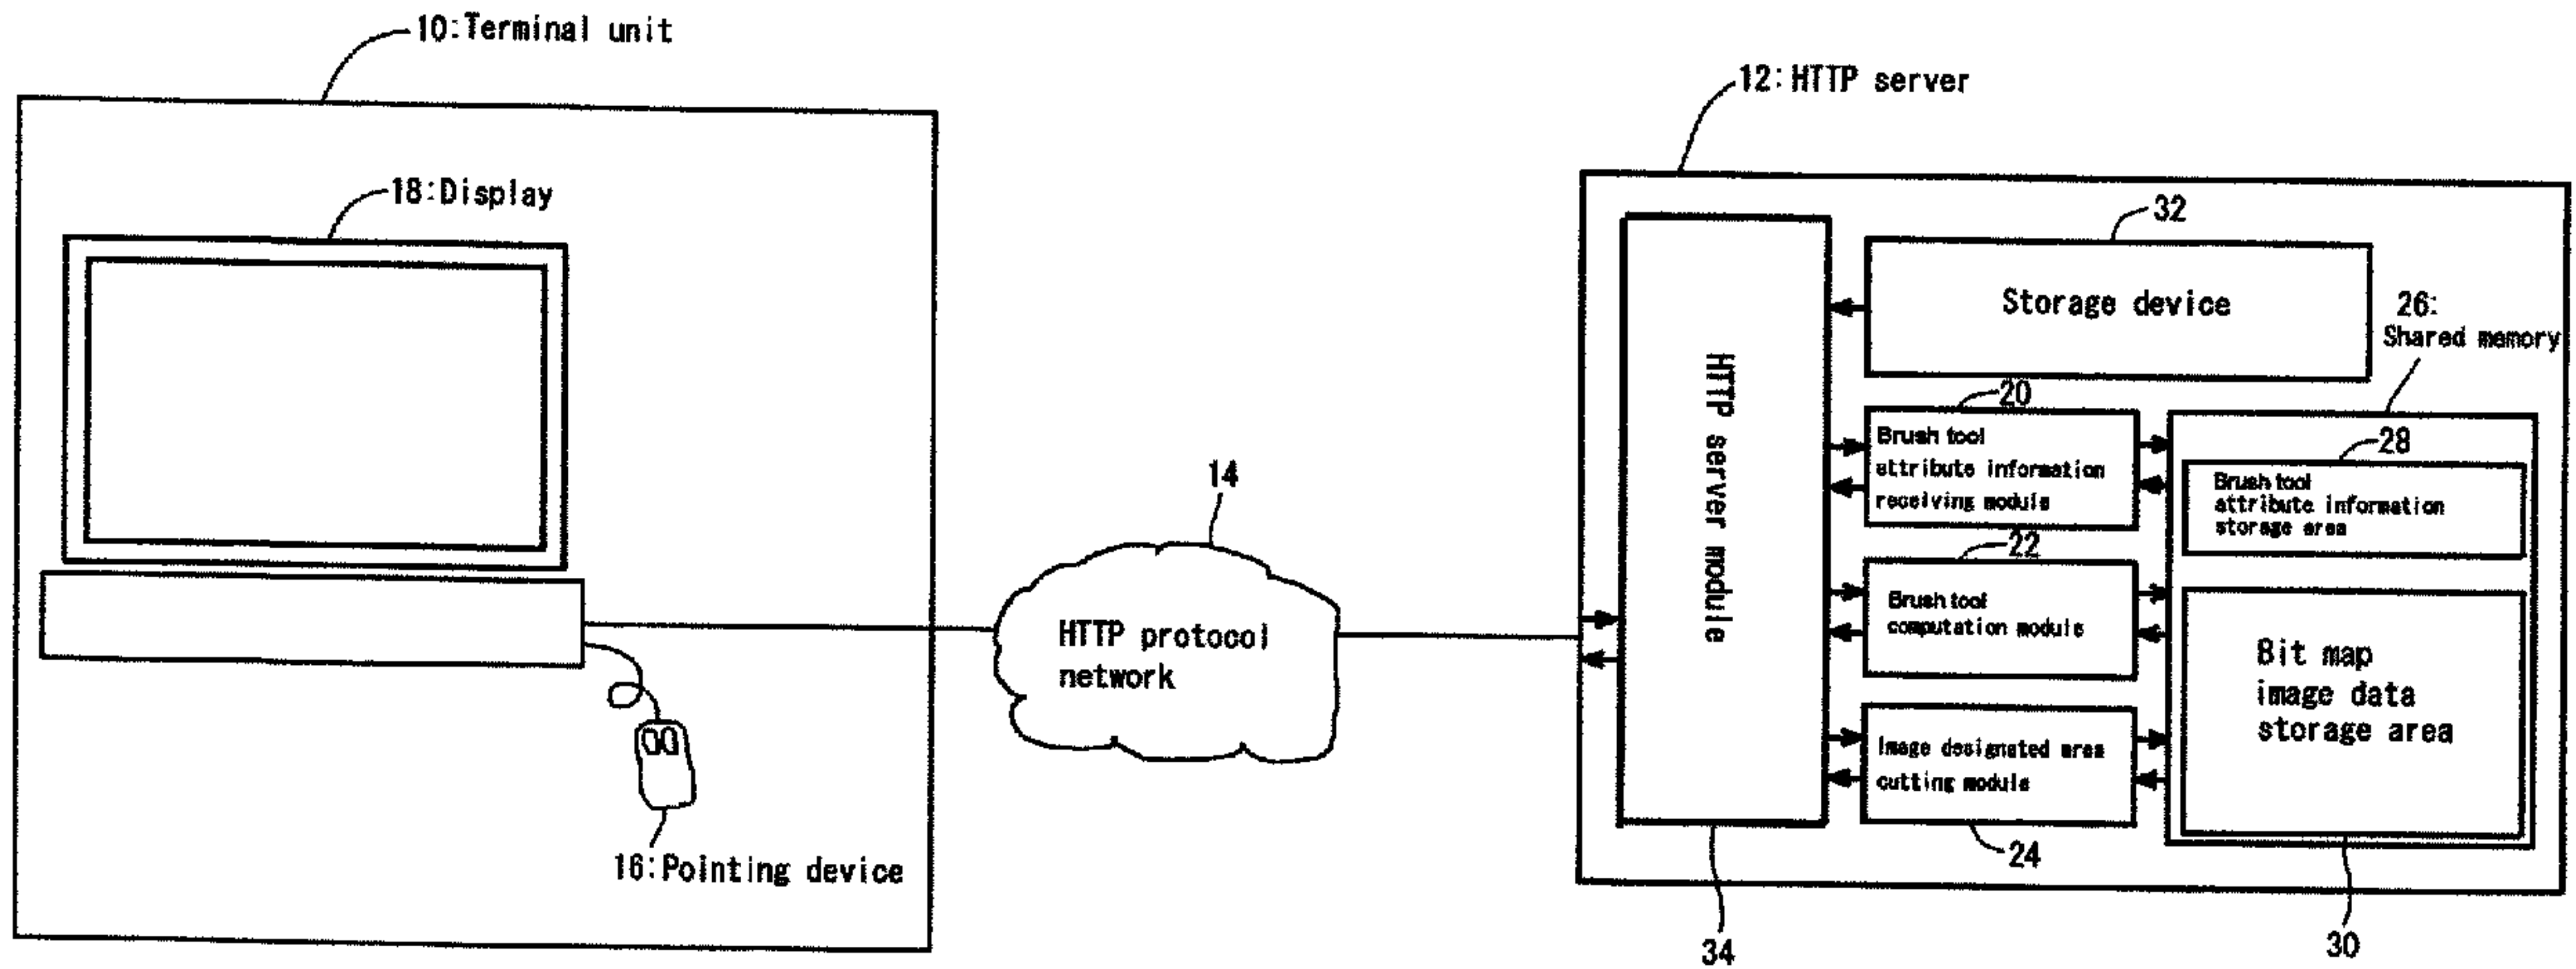 10:Terminal unit
18:Display
16:Pointing device
14
HTTP protocol
network
12:HTTP server
HTTP server module
34
32
Storage device
20
Brush tool
attribute information
receiving module
22
Brush tool
computation module
Image designated area
cutting module
24
26:
Shared memory
28
Brush tool
attribute information
storage area
Bit map
image data
storage area
30